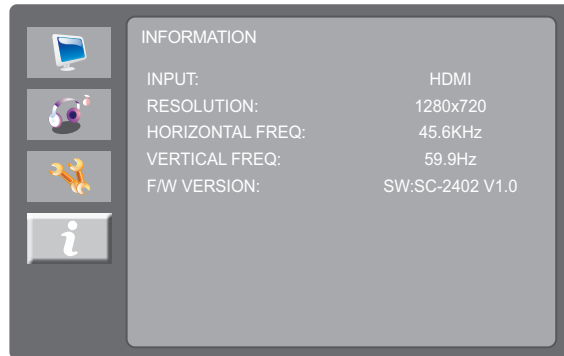 INFORMATION
INPUT: HDMI
RESOLUTION: 1280x720
HORIZONTAL FREQ: 45.6KHz
VERTICAL FREQ: 59.9Hz
F/W VERSION: SW:SC-2402 V1.0
i